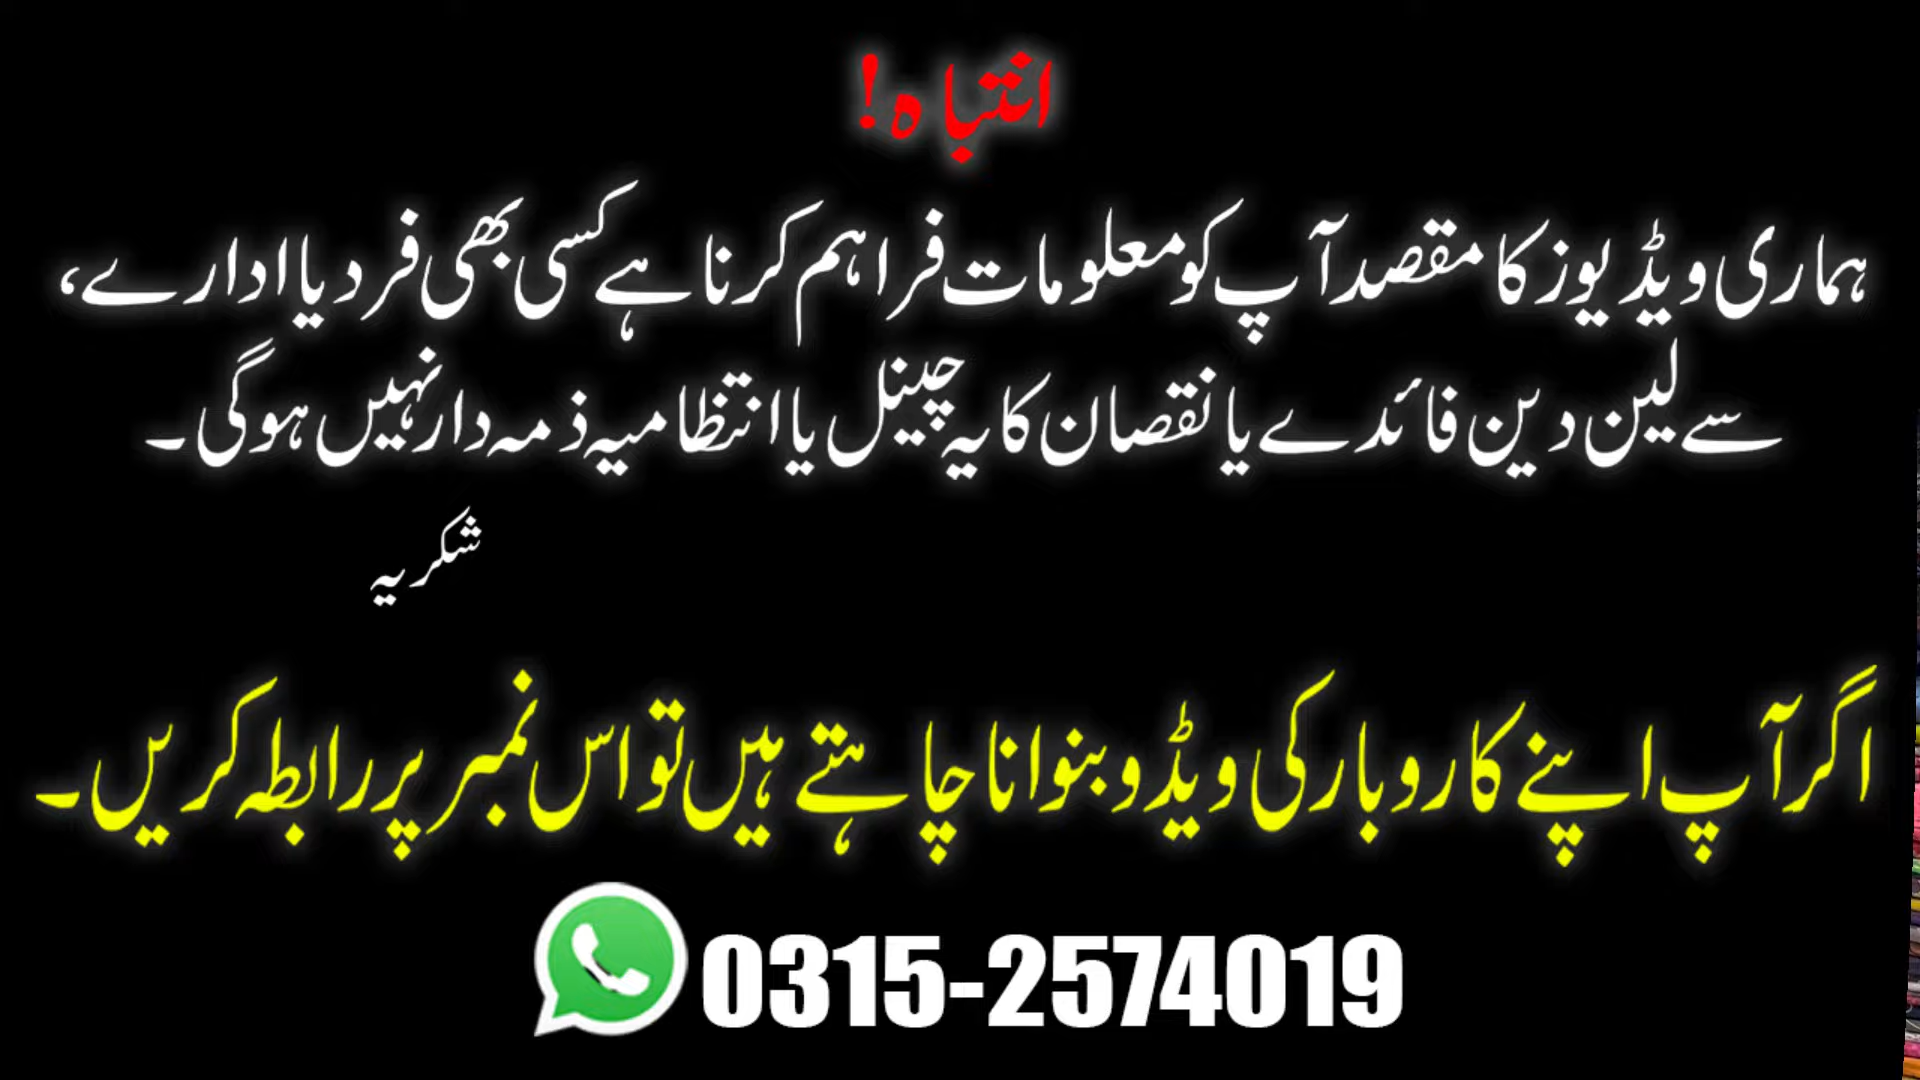 انتباہ!
ہماری ویڈیوز کا مقصد آپ کو معلومات فراہم کرنا ہے کسی بھی فرد یا ادارے،
سے لین دین فائدے یا نقصان کا یہ چینل یا انتظامیہ ذمہ دار نہیں ہوگی۔
شکریہ
اگر آپ اپنے کاروبار کی ویڈو بنوانا چاہتے ہیں تو اس نمبر پر رابطہ کریں۔
0315-2574019